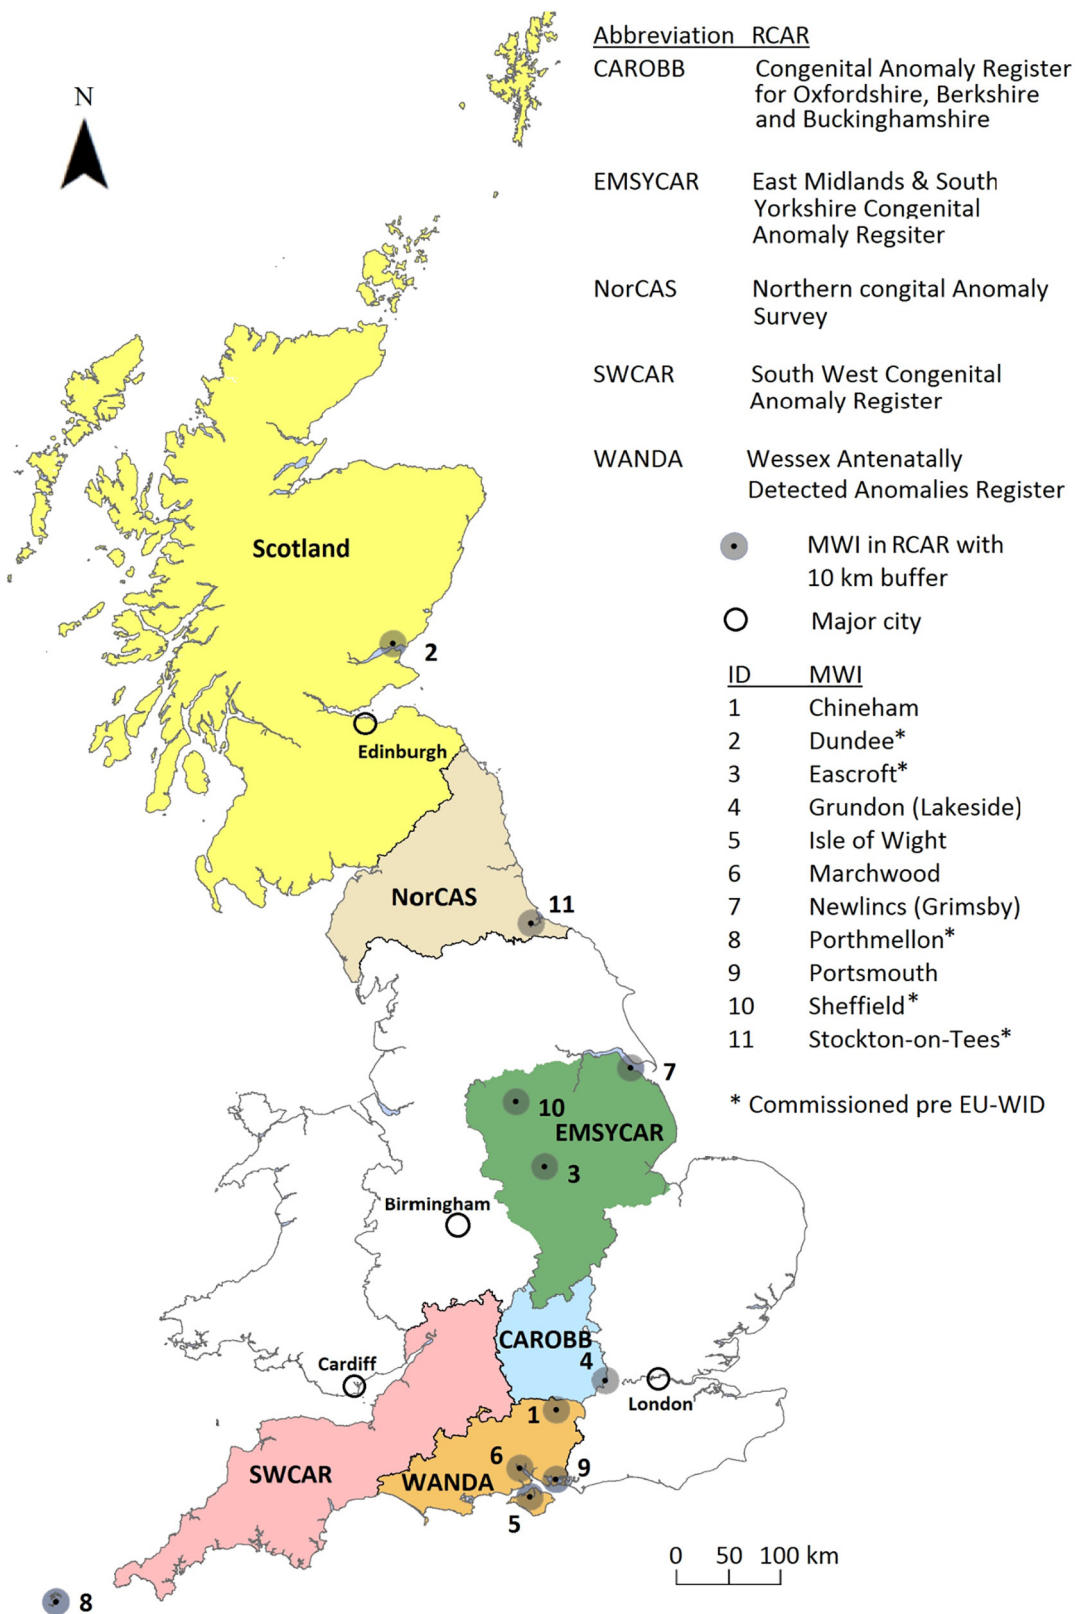 Abbreviation RCAR
CAROBB Congenital Anomaly Register
for Oxfordshire, Berkshire
and Buckinghamshire
EMSYCAR East Midlands & South
Yorkshire Congenital
Anomaly Regsiter
NorCAS Northern congital Anomaly
Survey
SWCAR South West Congenital
Anomaly Register
WANDA Wessex Antenatally
Detected Anomalies Register
MWI in RCAR with
10 km buffer
Major city
ID MWI
1 Chineham
2 Dundee*
3 Eascroft*
4 Grundon (Lakeside)
5 Isle of Wight
6 Marchwood
7 Newlincs (Grimsby)
8 Porthmellon*
9 Portsmouth
10 Sheffield*
11 Stockton-on-Tees*
* Commissioned pre EU-WID
N
Scotland
2
Edinburgh
NorCAS
11
7
10
EMSYCAR
3
Birmingham
CAROBB
4
Cardiff
London
1
6
9
SWCAR
WANDA
5
8
0 50 100 km